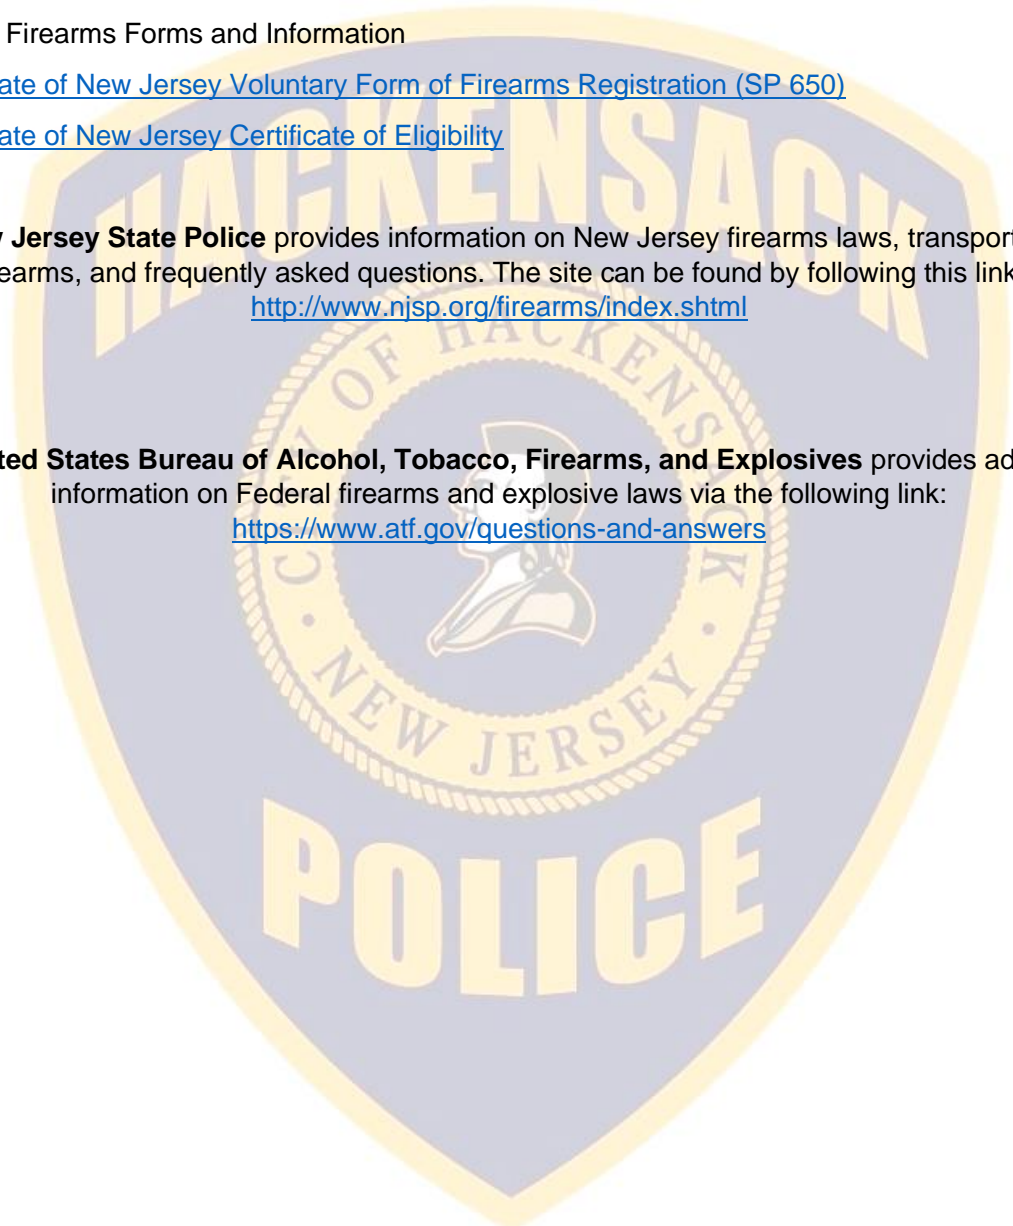 Firearms Forms and Information
ate of New Jersey Voluntary Form of Firearms Registration (SP 650)
ate of New Jersey Certificate of Eligibility
HACKENSACK
Jersey State Police provides information on New Jersey firearms laws, transport
earms, and frequently asked questions. The site can be found by following this link
http://www.njsp.org/firearms/index.shtml
CITY OF HACKENSACK
ted States Bureau of Alcohol, Tobacco, Firearms, and Explosives provides ad
information on Federal firearms and explosive laws via the following link:
https://www.atf.gov/questions-and-answers
NEW JERSEY
POLICE